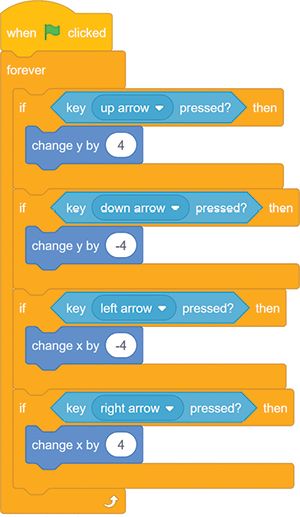 when clicked
forever
if key up arrow pressed? then
change y by 4
if key down arrow pressed? then
change y by -4
if key left arrow pressed? then
change x by -4
if key right arrow pressed? then
change x by 4